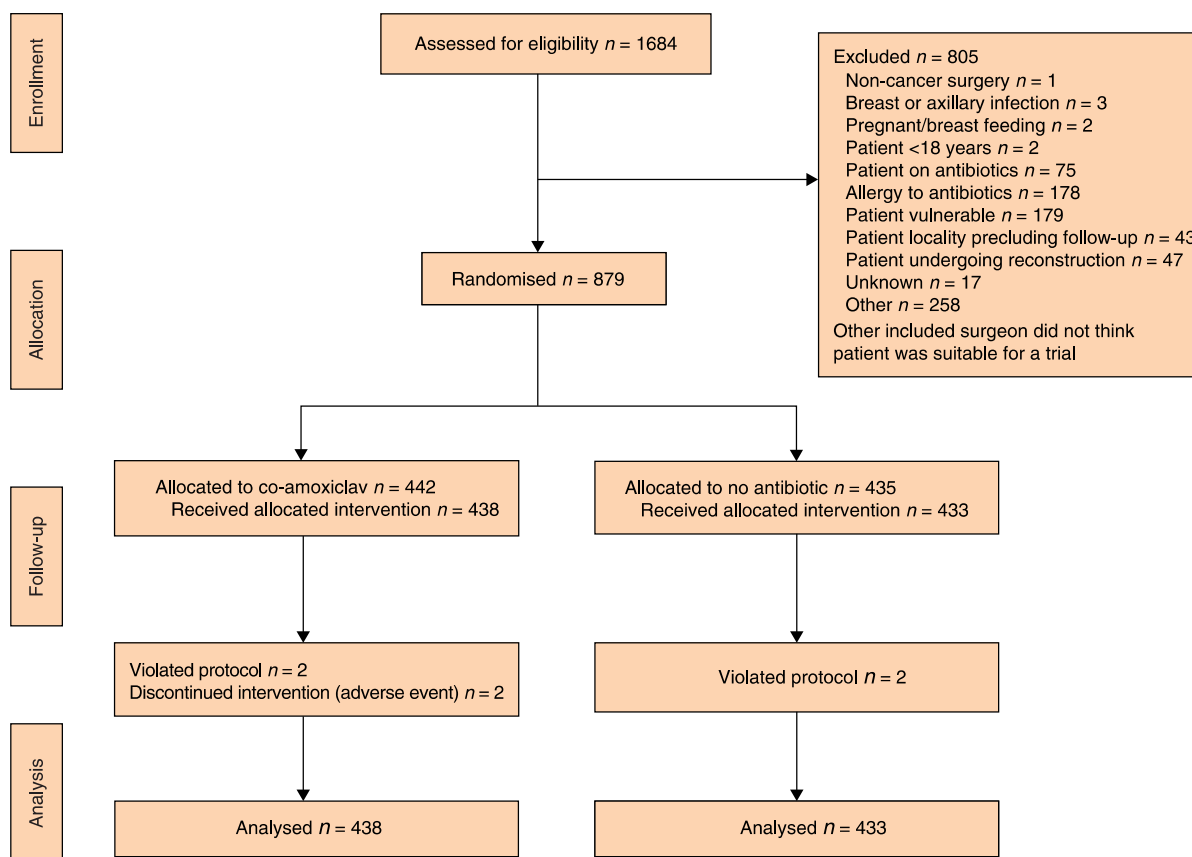 Enrollment
Assessed for eligibility n = 1684
Excluded n = 805
Non-cancer surgery n = 1
Breast or axillary infection n = 3
Pregnant/breast feeding n = 2
Patient <18 years n = 2
Patient on antibiotics n = 75
Allergy to antibiotics n = 178
Patient vulnerable n = 179
Patient locality precluding follow-up n = 43
Patient undergoing reconstruction n = 47
Unknown n = 17
Other n = 258
Other included surgeon did not think
patient was suitable for a trial
Allocation
Randomised n = 879
Follow-up
Allocated to co-amoxiclav n = 442
Received allocated intervention n = 438
Allocated to no antibiotic n = 435
Received allocated intervention n = 433
Violated protocol n = 2
Discontinued intervention (adverse event) n = 2
Violated protocol n = 2
Analysis
Analysed n = 438
Analysed n = 433